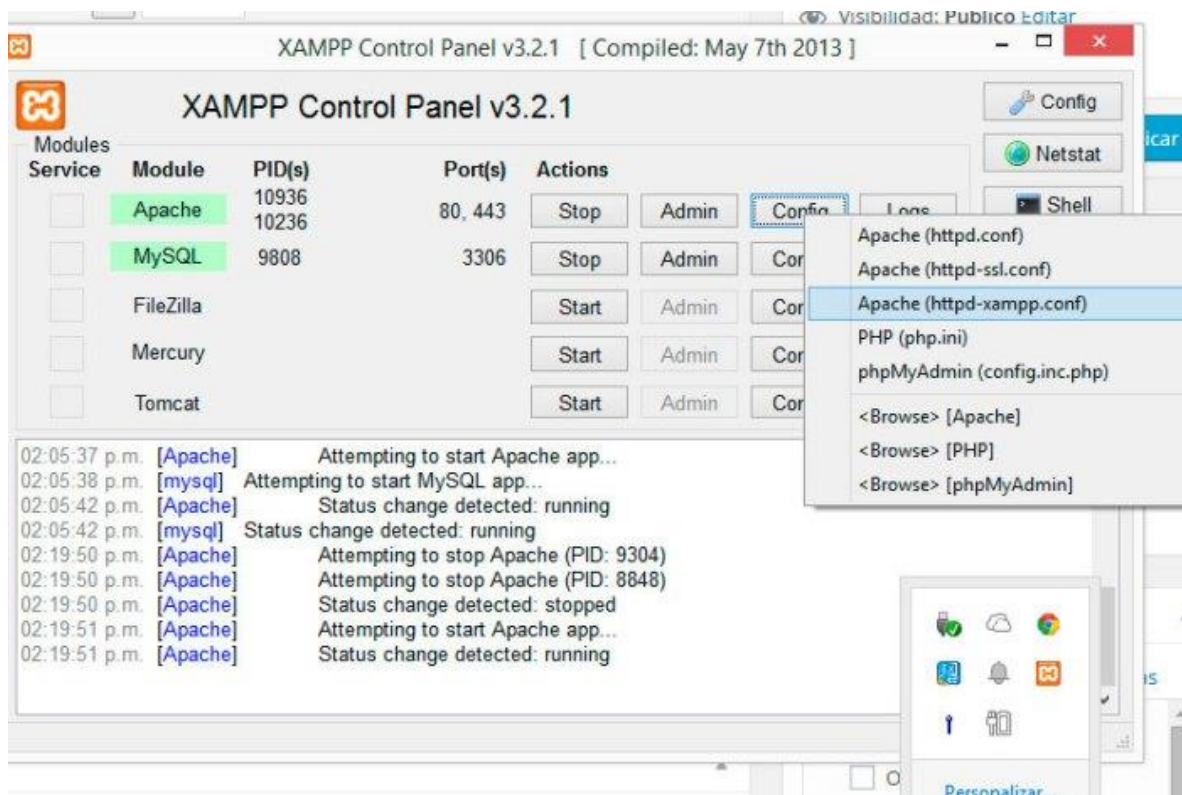 Visibilidad: Público Editar
XAMPP Control Panel v3.2.1 [ Compiled: May 7th 2013 ]
XAMPP Control Panel v3.2.1
Config
Modules
Netstat
icar
Service Module PID(s) Port(s) Actions
Shell
Apache 10936 80, 443 Stop Admin Config Logs
10236
MySQL 9808 3306 Stop Admin Cor
FileZilla Start Admin Cor
Mercury Start Admin Cor
Tomcat Start Admin Cor
Apache (httpd.conf)
Apache (httpd-ssl.conf)
Apache (httpd-xampp.conf)
PHP (php.ini)
phpMyAdmin (config.inc.php)
<Browse> [Apache]
<Browse> [PHP]
<Browse> [phpMyAdmin]
02:05:37 p.m. [Apache] Attempting to start Apache app...
02:05:38 p.m. [mysql] Attempting to start MySQL app...
02:05:42 p.m. [Apache] Status change detected: running
02:05:42 p.m. [mysql] Status change detected: running
02:19:50 p.m. [Apache] Attempting to stop Apache (PID: 9304)
02:19:50 p.m. [Apache] Attempting to stop Apache (PID: 8848)
02:19:50 p.m. [Apache] Status change detected: stopped
02:19:51 p.m. [Apache] Attempting to start Apache app...
02:19:51 p.m. [Apache] Status change detected: running
as
O
Personalizar...